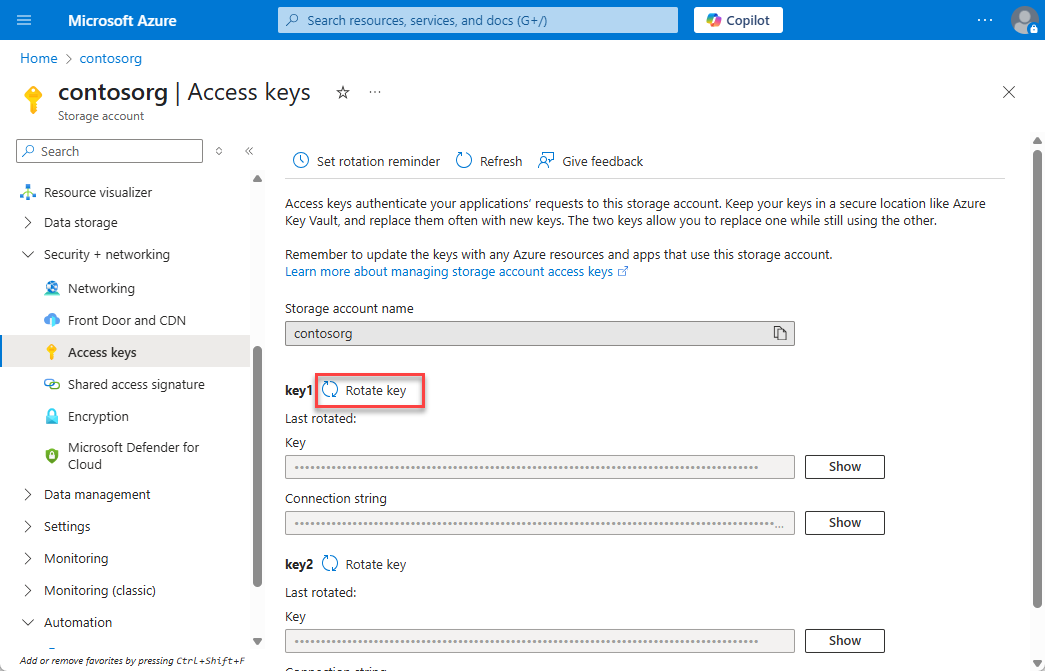 Microsoft Azure
Search resources, services, and docs (G+/)
Copilot
Home > contosorg
contosorg | Access keys
Storage account
Search
Resource visualizer
Data storage
Security + networking
Networking
Front Door and CDN
Access keys
Shared access signature
Encryption
Microsoft Defender for
Cloud
Data management
Settings
Monitoring
Monitoring (classic)
Automation
Add or remove favorites by pressing Ctrl+Shift+F
Set rotation reminder
Refresh
Give feedback
Access keys authenticate your applications' requests to this storage account. Keep your keys in a secure location like Azure
Key Vault, and replace them often with new keys. The two keys allow you to replace one while still using the other.
Remember to update the keys with any Azure resources and apps that use this storage account.
Learn more about managing storage account access keys
Storage account name
contosorg
key1 Rotate key
Last rotated:
Key
Show
Connection string
Show
key2 Rotate key
Last rotated:
Key
Show
Connection string